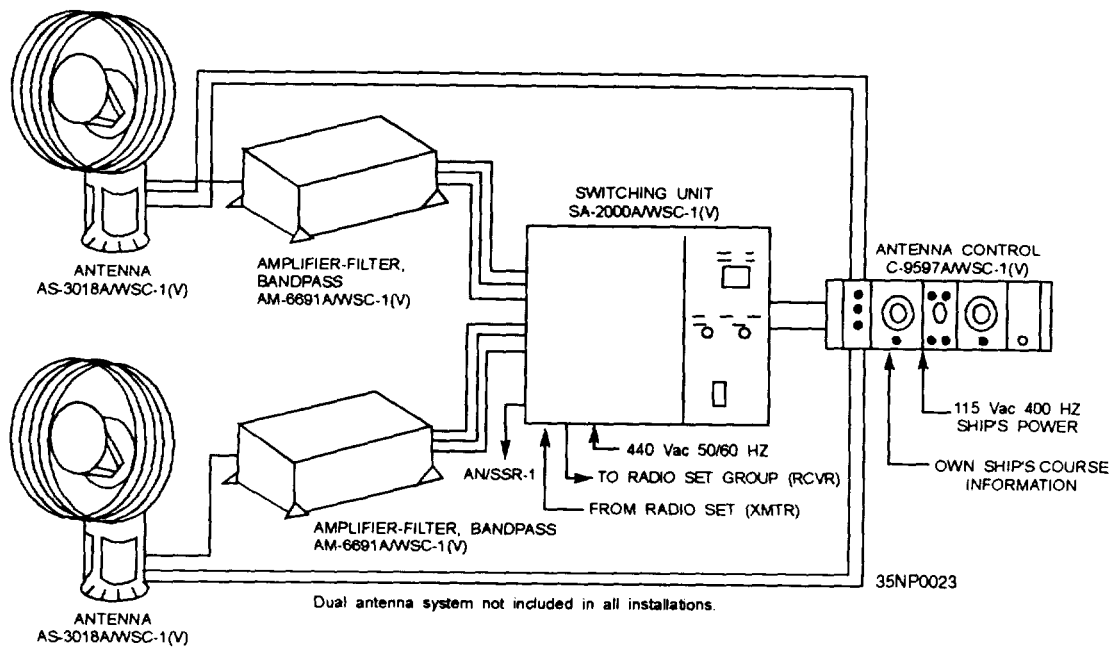 ANTENNA
AS-3018A/WSC-1(V)
AMPLIFIER-FILTER,
BANDPASS
AM-6691A/WSC-1(V)
SWITCHING UNIT
SA-2000A/WSC-1(V)
ANTENNA CONTROL
C-9597A/WSC-1(V)
115 Vac 400 HZ
SHIP'S POWER
OWN SHIP'S COURSE
INFORMATION
440 Vac 50/60 HZ
AN/SSR-1
TO RADIO SET GROUP (RCVR)
FROM RADIO SET (XMTR)
AMPLIFIER-FILTER, BANDPASS
AM-6691A/WSC-1(V)
35NP0023
Dual antenna system not included in all installations.
ANTENNA
AS-3018A/WSC-1(V)